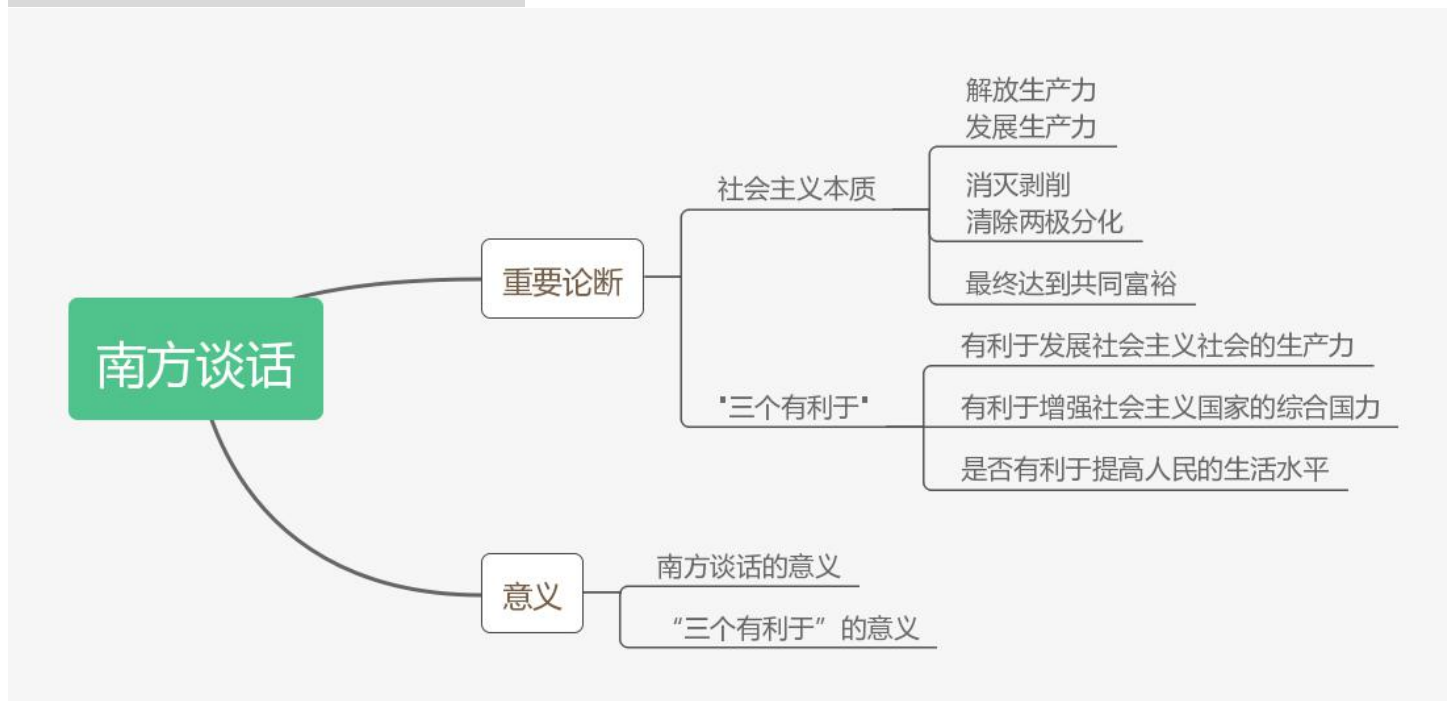 南方谈话
重要论断
社会主义本质
解放生产力
发展生产力
消灭剥削
清除两极分化
最终达到共同富裕
"三个有利于"
有利于发展社会主义社会的生产力
有利于增强社会主义国家的综合国力
是否有利于提高人民的生活水平
意义
南方谈话的意义
“三个有利于”的意义